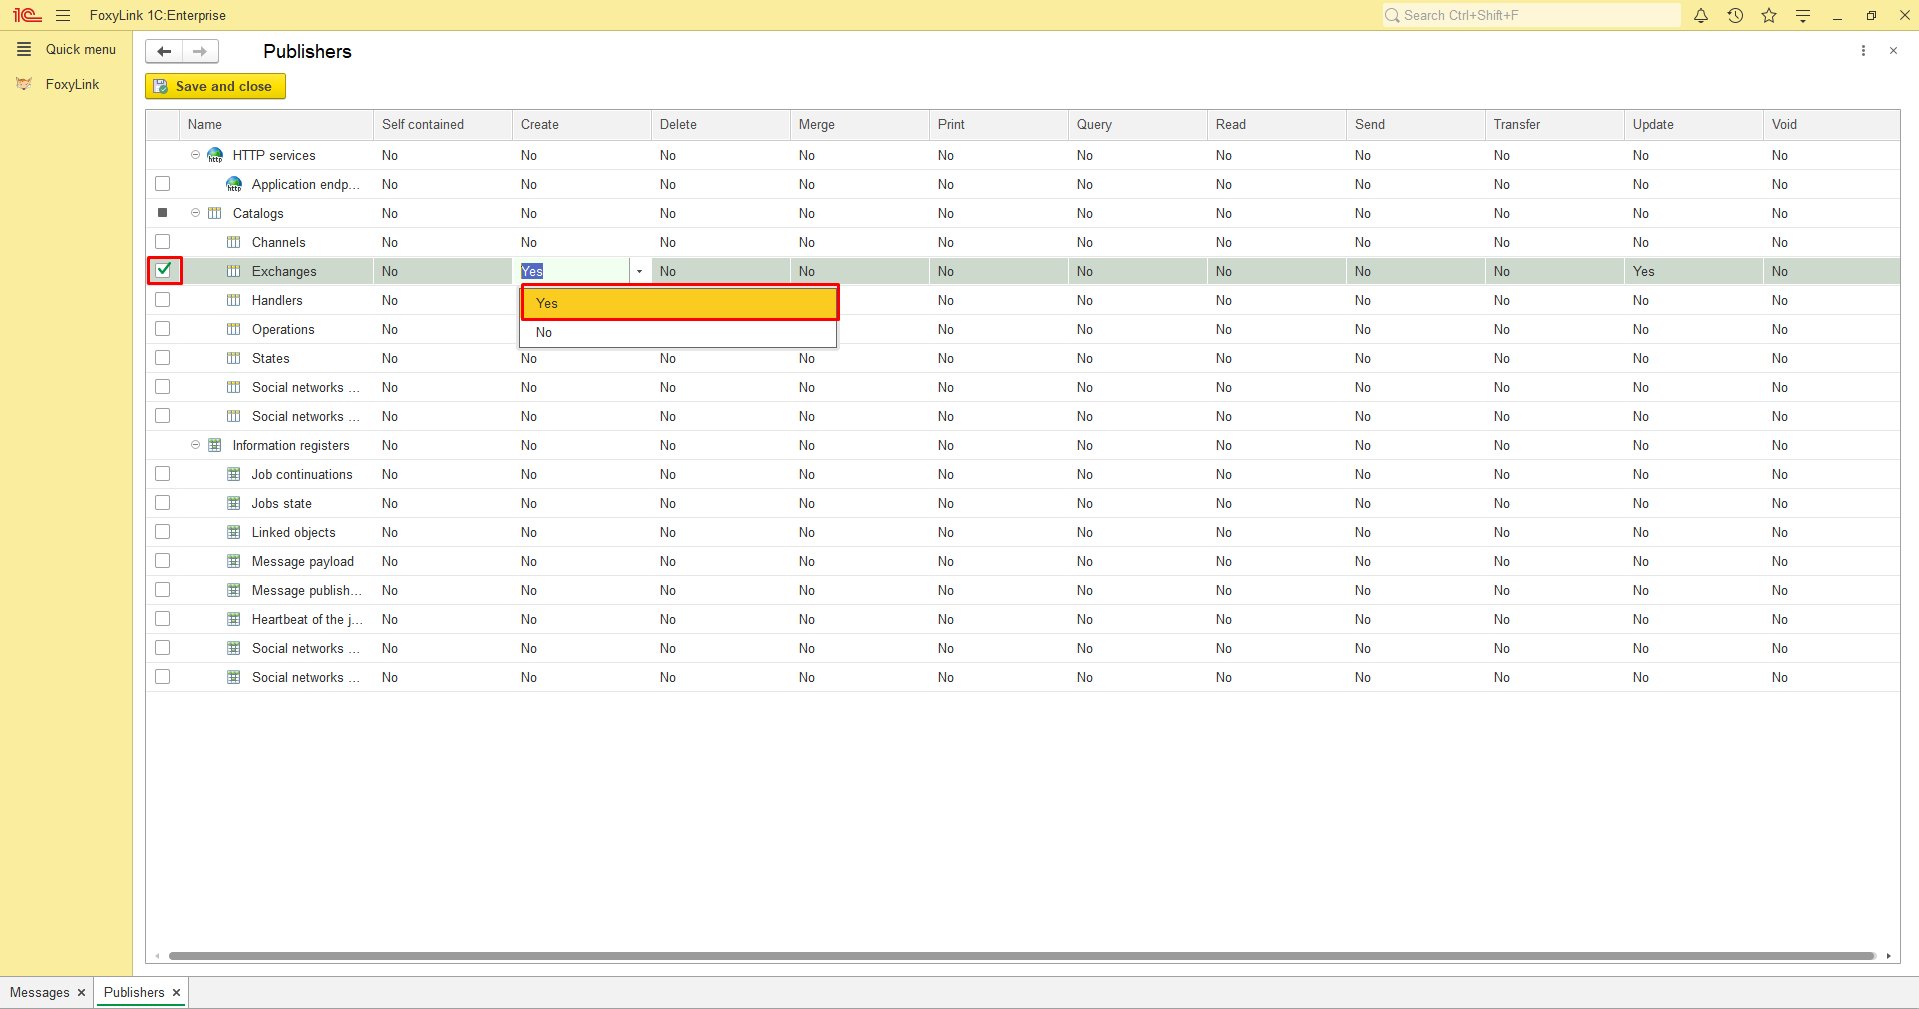 1C FoxyLink 1C:Enterprise Search Ctrl+Shift+F
Quick menu
FoxyLink
Publishers
Save and close
Name Self contained Create Delete Merge Print Query Read Send Transfer Update Void
HTTP services No No No No No No No No No No No
Application endp... No No No No No No No No No No No
Catalogs No No No No No No No No No No No
Channels No No No No No No No No No No No
Exchanges No Yes No No No No No No No Yes No
Yes
No
Handlers No No No No No No No No
Operations No No No No No No No No
States No No No No No No No No No No No
Social networks ... No No No No No No No No No No No
Social networks ... No No No No No No No No No No No
Information registers No No No No No No No No No No No
Job continuations No No No No No No No No No No No
Jobs state No No No No No No No No No No No
Linked objects No No No No No No No No No No No
Message payload No No No No No No No No No No No
Message publish... No No No No No No No No No No No
Heartbeat of the j... No No No No No No No No No No No
Social networks ... No No No No No No No No No No No
Social networks ... No No No No No No No No No No No
Messages Publishers